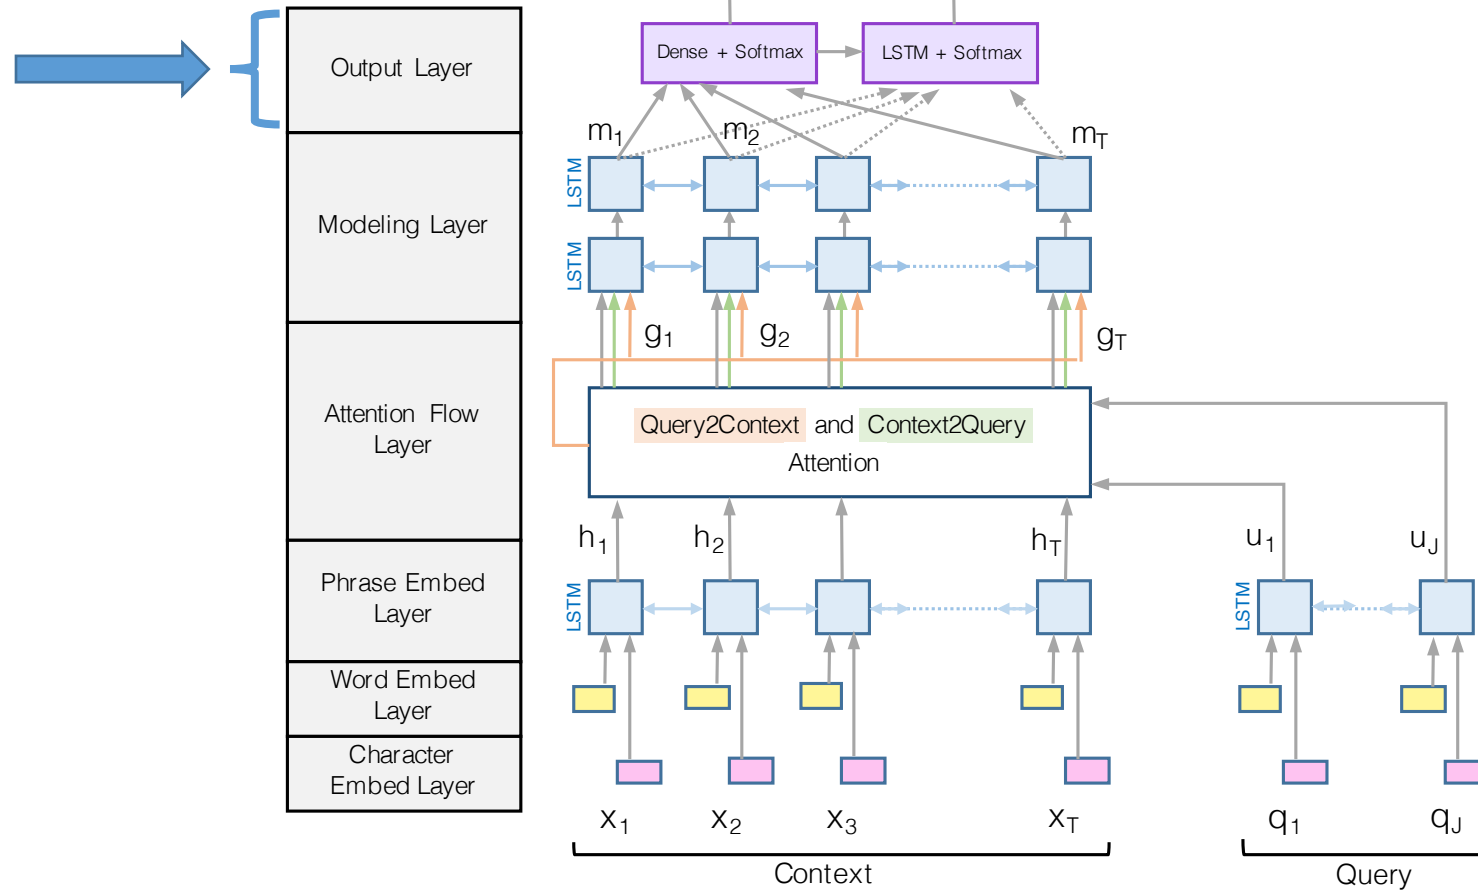 Output Layer
Dense + Softmax
LSTM + Softmax
m1
m2
mT
LSTM
Modeling Layer
LSTM
g1
g2
gT
Attention Flow
Layer
Query2Context and Context2Query
Attention
h1
h2
hT
u1
uJ
Phrase Embed
Layer
LSTM
LSTM
Word Embed
Layer
Character
Embed Layer
x1
x2
x3
xT
q1
qJ
Context
Query